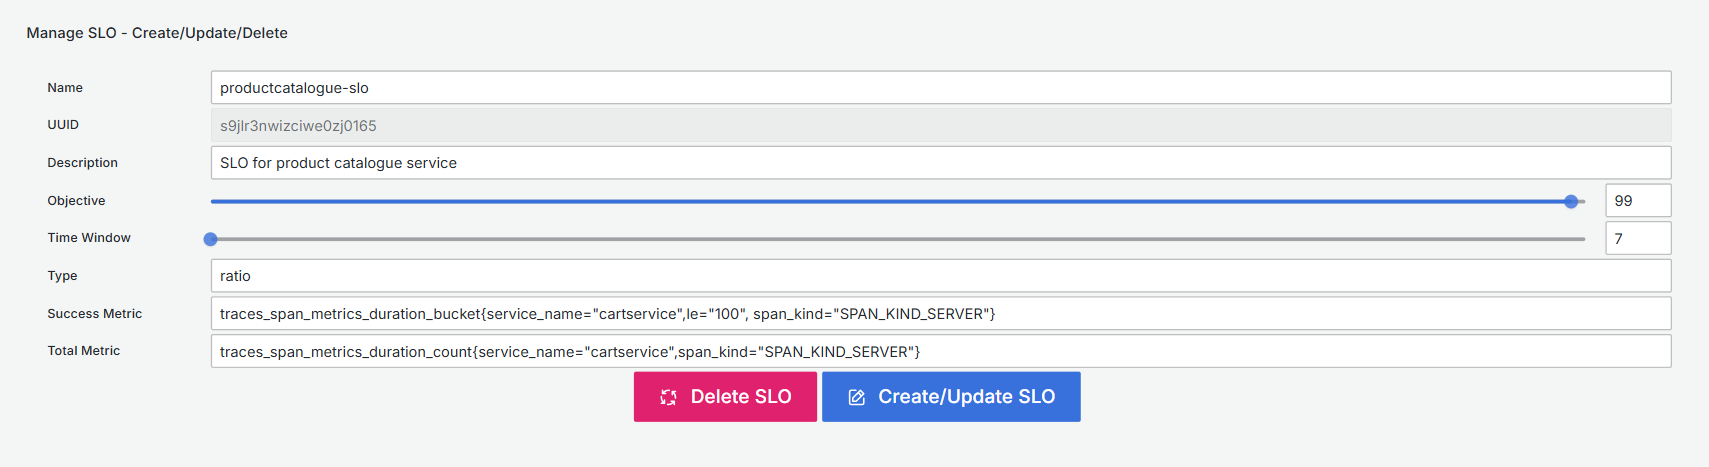 Manage SLO - Create/Update/Delete
Name productcatalogue-slo
UUID s9jlr3nwizciwe0zj0165
Description SLO for product catalogue service
Objective 99
Time Window 7
Type ratio
Success Metric traces_span_metrics_duration_bucket{service_name="cartservice",le="100", span_kind="SPAN_KIND_SERVER"}
Total Metric traces_span_metrics_duration_count{service_name="cartservice",span_kind="SPAN_KIND_SERVER"}
Delete SLO Create/Update SLO